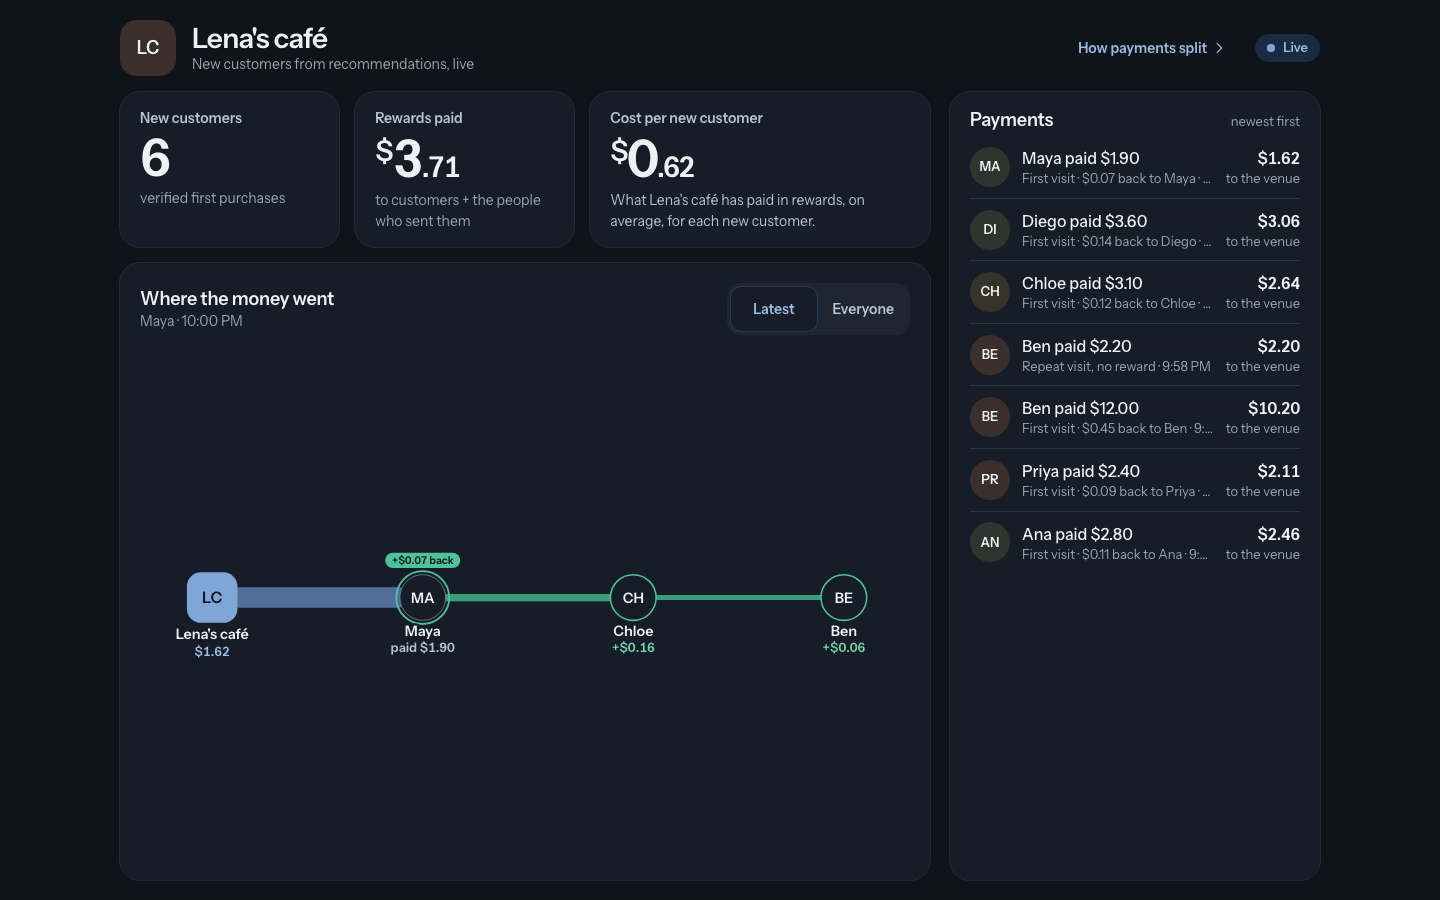 LC
Lena's café
New customers from recommendations, live
How payments split
Live
New customers
6
verified first purchases
Rewards paid
$3.71
to customers + the people
who sent them
Cost per new customer
$0.62
What Lena's café has paid in rewards, on
average, for each new customer.
Where the money went
Maya · 10:00 PM
Latest
Everyone
+$0.07 back
LC
MA
CH
BE
Lena's café
$1.62
Maya
paid $1.90
Chloe
+$0.16
Ben
+$0.06
Payments
newest first
MA
Maya paid $1.90
$1.62
First visit · $0.07 back to Maya · ...
to the venue
DI
Diego paid $3.60
$3.06
First visit · $0.14 back to Diego · ...
to the venue
CH
Chloe paid $3.10
$2.64
First visit · $0.12 back to Chloe · ...
to the venue
BE
Ben paid $2.20
$2.20
Repeat visit, no reward · 9:58 PM
to the venue
BE
Ben paid $12.00
$10.20
First visit · $0.45 back to Ben · 9:...
to the venue
PR
Priya paid $2.40
$2.11
First visit · $0.09 back to Priya · ...
to the venue
AN
Ana paid $2.80
$2.46
First visit · $0.11 back to Ana · 9:...
to the venue